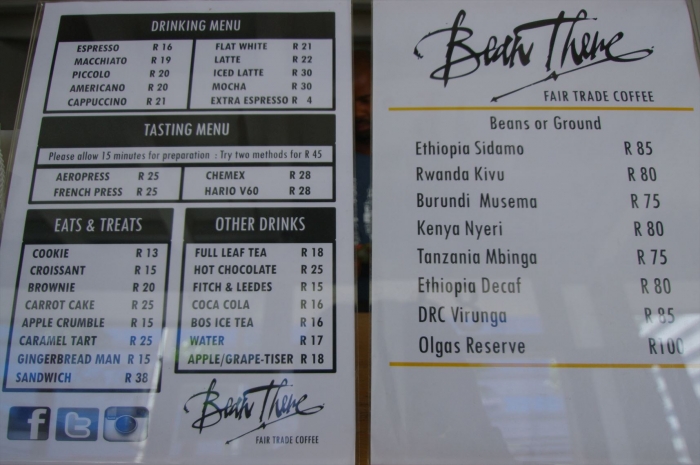 DRINKING MENU
ESPRESSO R 16
MACCHIATO R 19
PICCOLO R 20
AMERICANO R 20
CAPPUCCINO R 21
FLAT WHITE R 21
LATTE R 22
ICED LATTE R 30
MOCHA R 30
EXTRA ESPRESSO R 4
TASTING MENU
Please allow 15 minutes for preparation : Try two methods for R 45
AEROPRESS R 25
FRENCH PRESS R 25
CHEMEX R 28
HARIO V60 R 28
EATS & TREATS
COOKIE R 13
CROISSANT R 15
BROWNIE R 20
CARROT CAKE R 25
APPLE CRUMBLE R 15
CARAMEL TART R 25
GINGERBREAD MAN R 15
SANDWICH R 38
OTHER DRINKS
FULL LEAF TEA R 18
HOT CHOCOLATE R 25
FITCH & LEEDES R 15
COCA COLA R 16
BOS ICE TEA R 16
WATER R 17
APPLE/GRAPE-TISER R 18
f t
Bean There
FAIR TRADE COFFEE
Bean There
FAIR TRADE COFFEE
Beans or Ground
Ethiopia Sidamo R 85
Rwanda Kivu R 80
Burundi Musema R 75
Kenya Nyeri R 80
Tanzania Mbinga R 75
Ethiopia Decaf R 80
DRC Virunga R 85
Olgas Reserve R100